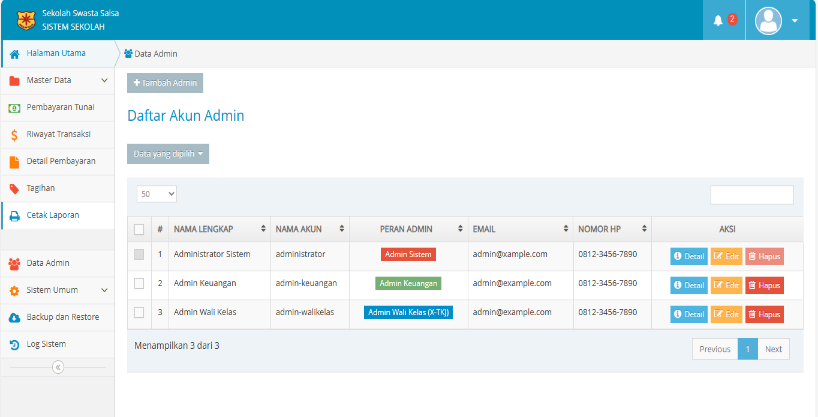 Sekolah Swasta Salsa
SISTEM SEKOLAH
2
Halaman Utama
Data Admin
Master Data
+ Tambah Admin
Pembayaran Tunai
Daftar Akun Admin
Riwayat Transaksi
Detail Pembayaran
Data yang dipilih
Tagihan
50
Cetak Laporan
# NAMA LENGKAP NAMA AKUN PERAN ADMIN EMAIL NOMOR HP AKSI
1 Administrator Sistem administrator Admin Sistem admin@xample.com 0812-3456-7890 Detail Edit Hapus
Data Admin
2 Admin Keuangan admin-keuangan Admin Keuangan admin@example.com 0812-3456-7890 Detail Edit Hapus
Sistem Umum
3 Admin Wali Kelas admin-walikelas Admin Wali Kelas (X-TKJ) admin@example.com 0812-3456-7890 Detail Edit Hapus
Backup dan Restore
Log Sistem
Menampilkan 3 dari 3
Previous 1 Next